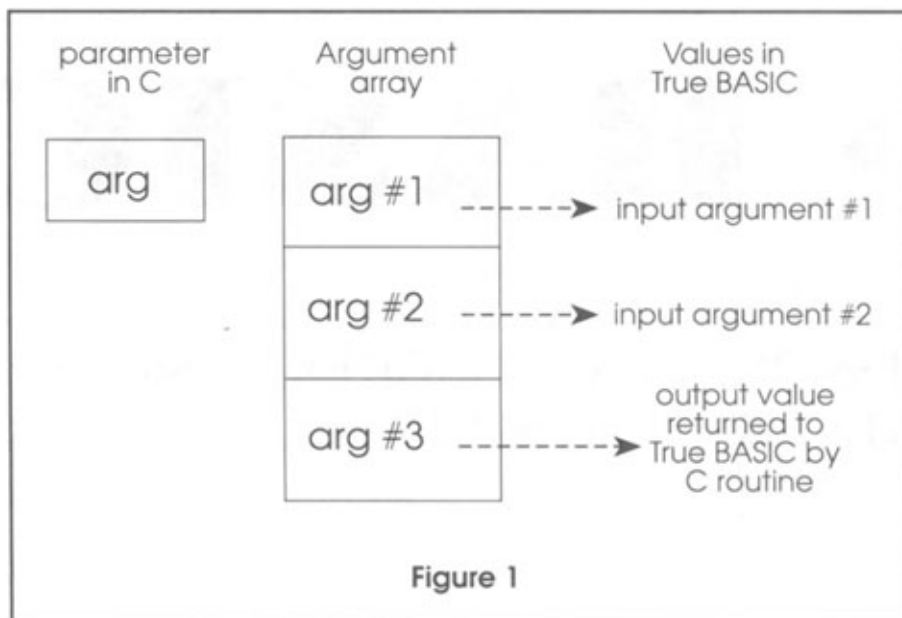 parameter
in C
Argument
array
Values in
True BASIC
arg
arg #1
input argument #1
arg #2
input argument #2
arg #3
output value
returned to
True BASIC by
C routine
Figure 1